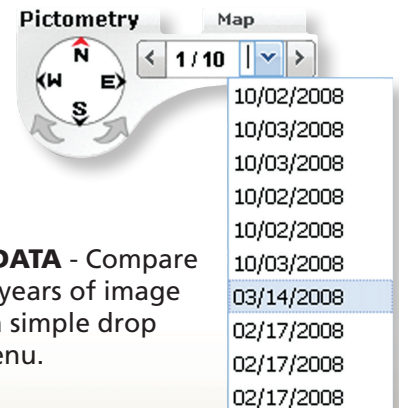 Pictometry Map
N
W E
S
< 1 / 10 >
10/02/2008
10/03/2008
10/03/2008
10/02/2008
10/02/2008
10/03/2008
03/14/2008
02/17/2008
02/17/2008
02/17/2008
DATA - Compare
years of image
simple drop